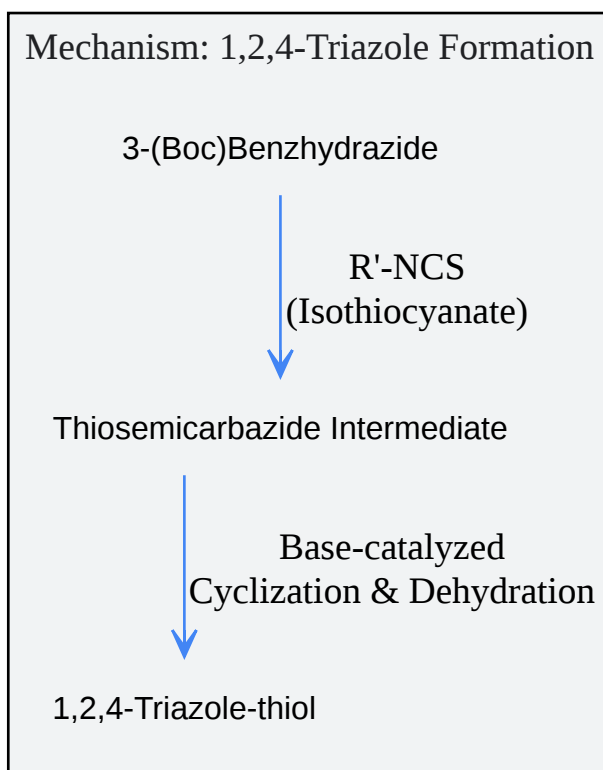 Mechanism: 1,2,4-Triazole Formation
3-(Boc)Benzhydrazide
R'-NCS
(Isothiocyanate)
Thiosemicarbazide Intermediate
Base-catalyzed
Cyclization & Dehydration
1,2,4-Triazole-thiol